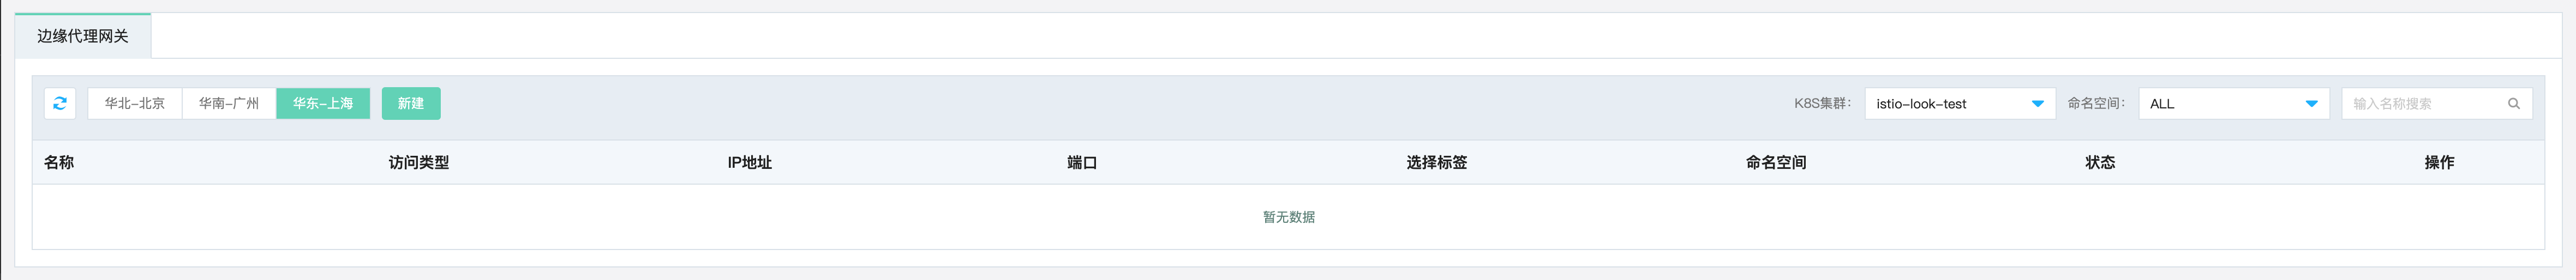 边缘代理网关
华北-北京 华南-广州 华东-上海 新建 K8S集群： istio-look-test 命名空间： ALL 输入名称搜索
名称 访问类型 IP地址 端口 选择标签 命名空间 状态 操作
暂无数据